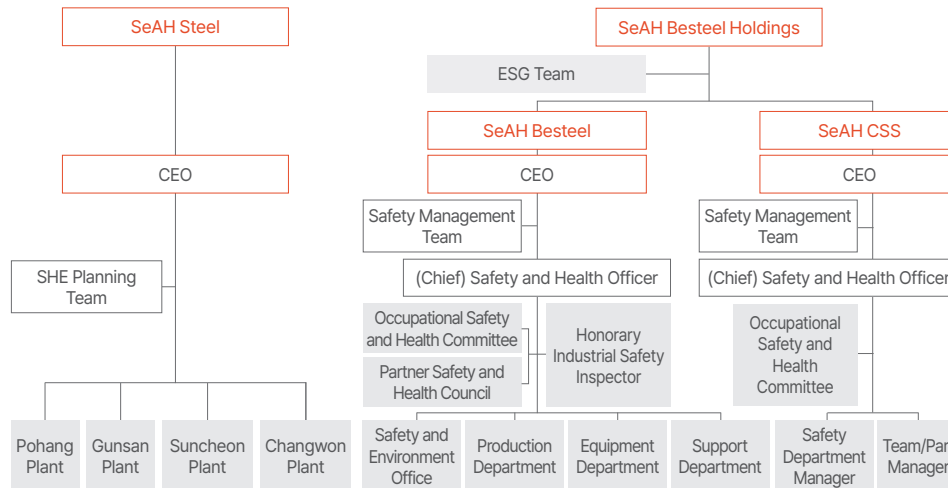 SeAH Steel
CEO
SHE Planning
Team
Pohang
Plant
Gunsan
Plant
Suncheon
Plant
Changwon
Plant
SeAH Besteel Holdings
ESG Team
SeAH Besteel
CEO
Safety Management
Team
(Chief) Safety and Health Officer
Occupational Safety
and Health Committee
Partner Safety and
Health Council
Honorary
Industrial Safety
Inspector
Safety and
Environment
Office
Production
Department
Equipment
Department
Support
Department
SeAH CSS
CEO
Safety Management
Team
(Chief) Safety and Health Officer
Occupational
Safety and
Health
Committee
Safety
Department
Manager
Manager